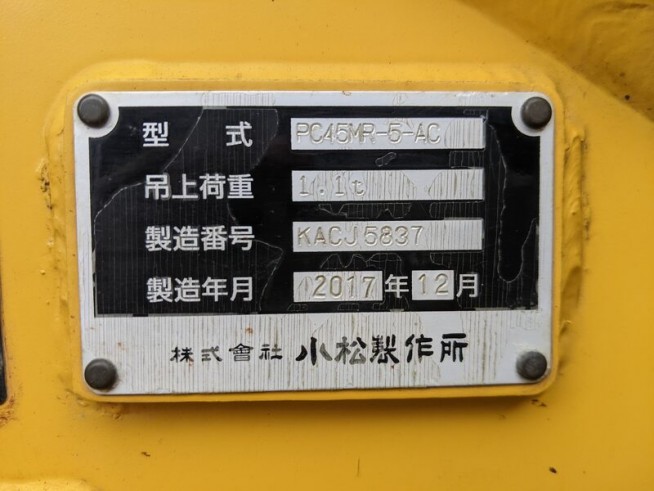 型 式 PC45MR-5-AC
吊上荷重 1.1t
製造番号 KACJ5837
製造年月 2017年12月
株式會社 小松製作所